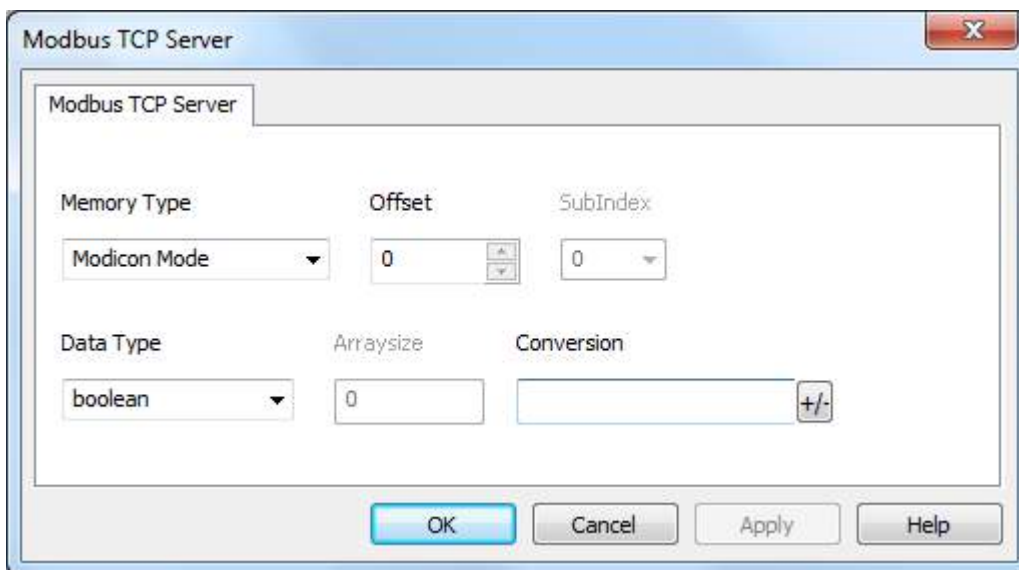 Modbus TCP Server
Modbus TCP Server
Memory Type Offset SubIndex
Modicon Mode 0 0
Data Type Arraysize Conversion
boolean 0 +/-
OK Cancel Apply Help